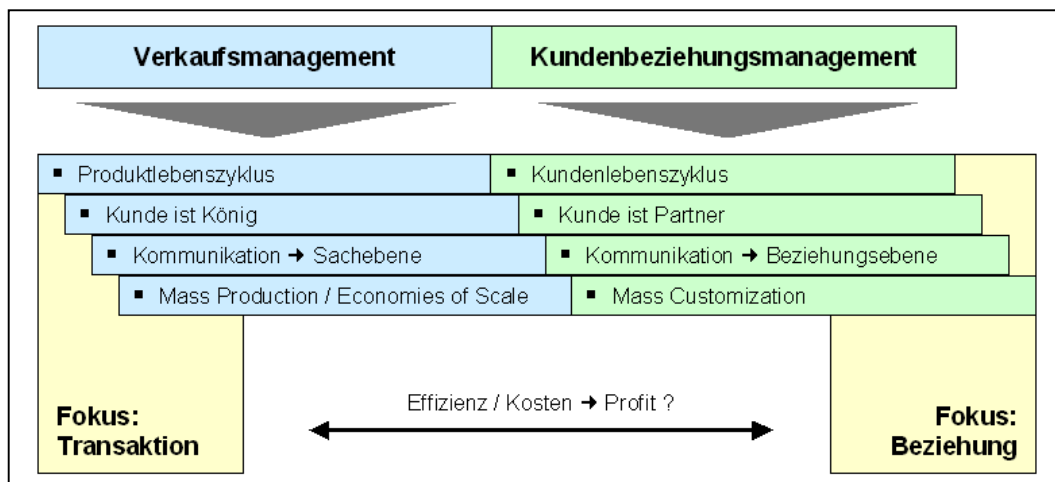 Verkaufsmanagement
Kundenbeziehungsmanagement
▪ Produktlebenszyklus
▪ Kundenlebenszyklus
▪ Kunde ist König
▪ Kunde ist Partner
▪ Kommunikation ➔ Sachebene
▪ Kommunikation ➔ Beziehungsebene
▪ Mass Production / Economies of Scale
▪ Mass Customization
Effizienz / Kosten ➔ Profit ?
Fokus:
Transaktion
Fokus:
Beziehung